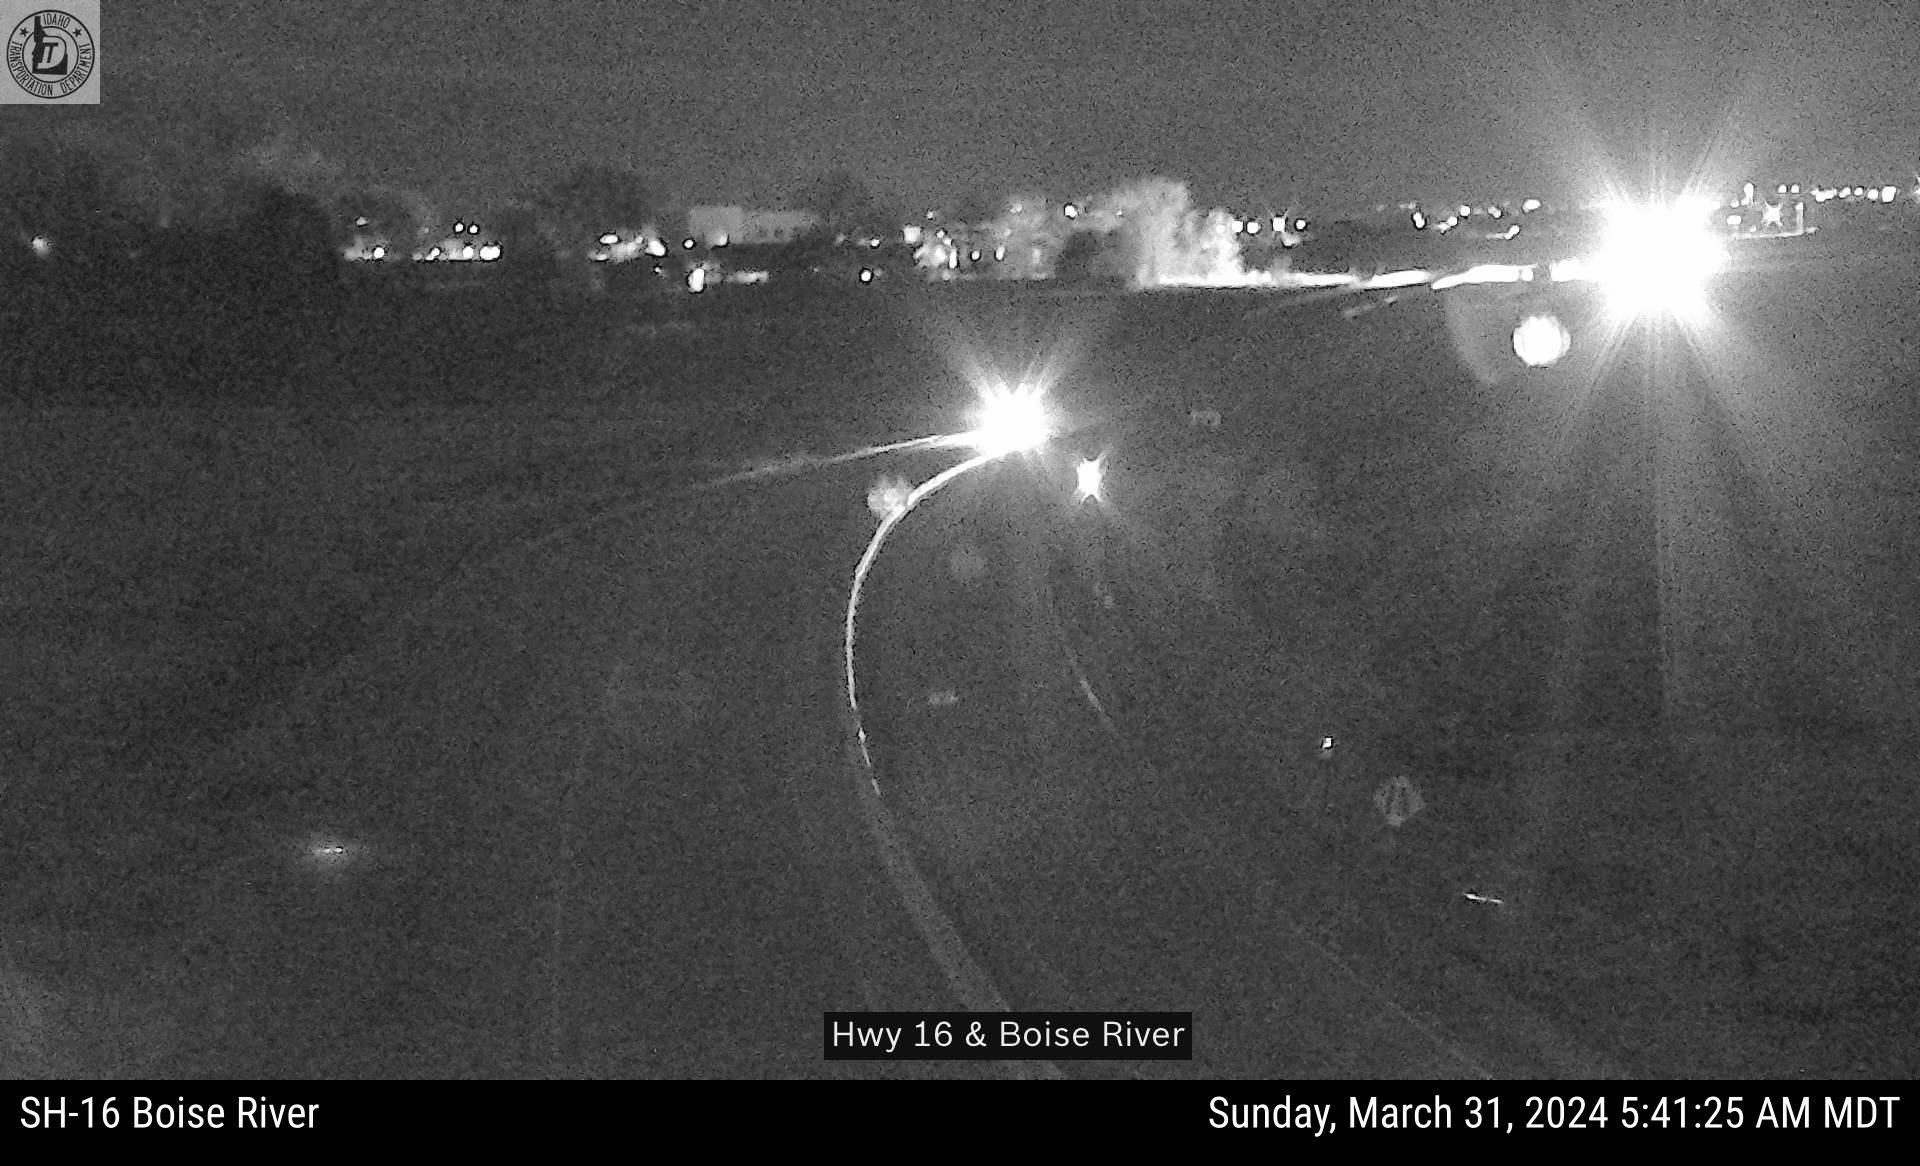 IDAHO
TRANSPORTATION DEPARTMENT
Hwy 16 & Boise River
SH-16 Boise River
Sunday, March 31, 2024 5:41:25 AM MDT